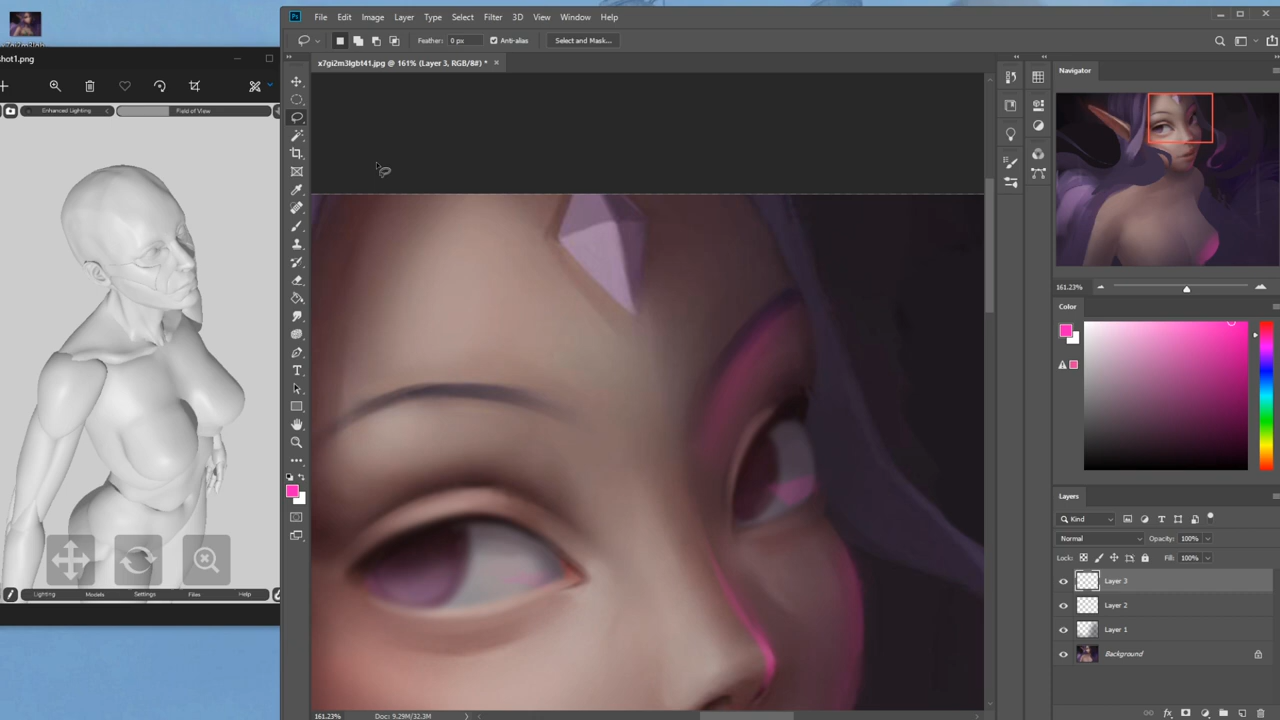 shot1.png
Enhanced Lighting
Field of View
Lighting
Models
Settings
Files
Help
Ps
File
Edit
Image
Layer
Type
Select
Filter
3D
View
Window
Help
Feather: 0 px
Anti-alias
Select and Mask...
x7gi2m3lgbt41.jpg @ 161% (Layer 3, RGB/8#) *
161.23%
Doc: 9.29M/32.3M
Navigator
161.23%
Color
Layers
Kind
Normal
Opacity: 100%
Lock:
Fill: 100%
Layer 3
Layer 2
Layer 1
Background